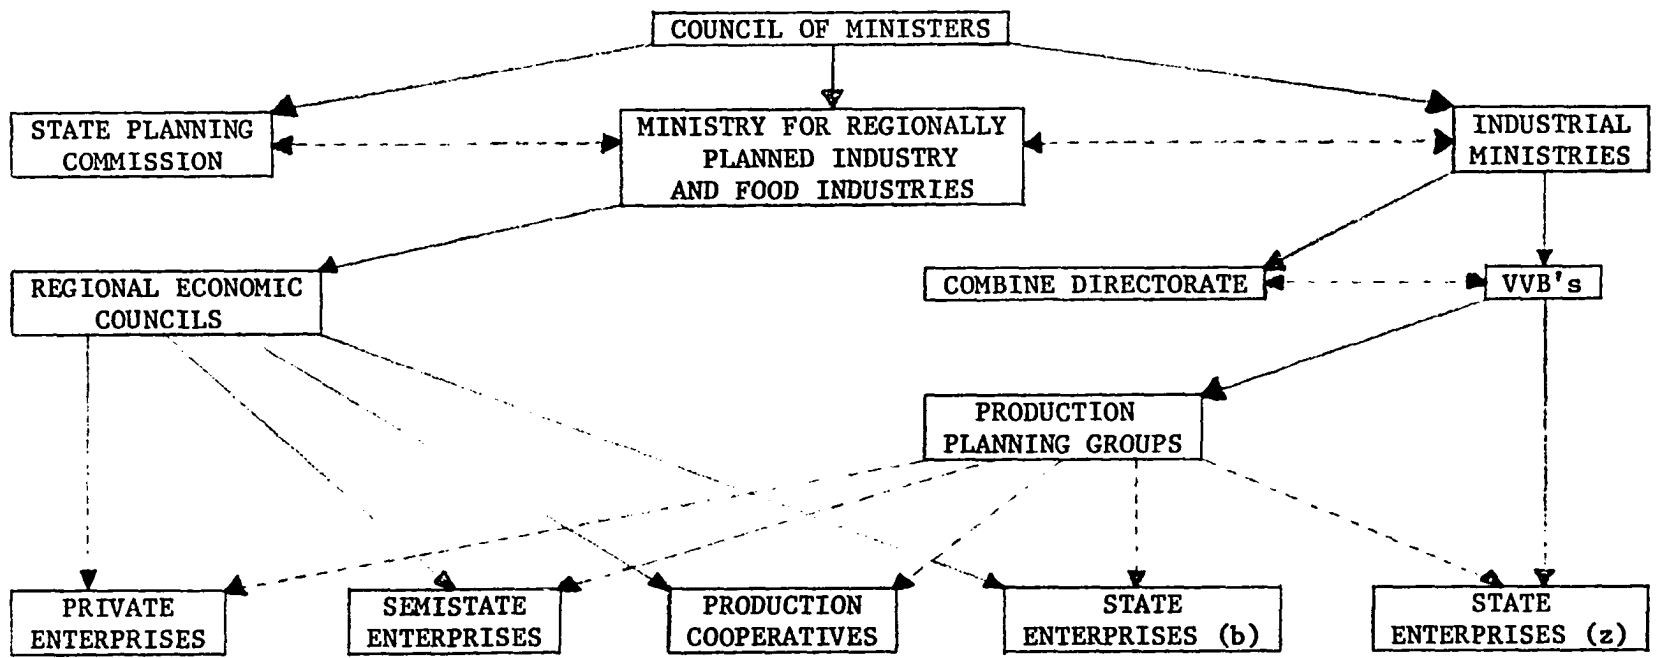 COUNCIL OF MINISTERS
STATE PLANNING
COMMISSION
MINISTRY FOR REGIONALLY
PLANNED INDUSTRY
AND FOOD INDUSTRIES
INDUSTRIAL
MINISTRIES
REGIONAL ECONOMIC
COUNCILS
COMBINE DIRECTORATE
VVB's
PRODUCTION
PLANNING GROUPS
PRIVATE
ENTERPRISES
SEMISTATE
ENTERPRISES
PRODUCTION
COOPERATIVES
STATE
ENTERPRISES (b)
STATE
ENTERPRISES (z)